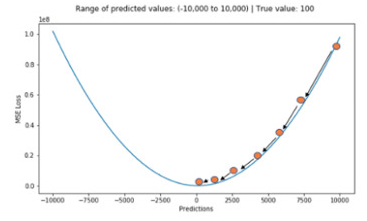 Range of predicted values: (-10,000 to 10,000) | True value: 100
1e8
1.0
0.8
0.6
0.4
0.2
0.0
MSE Loss
−10000 −7500 −5000 −2500 0 2500 5000 7500 10000
Predictions